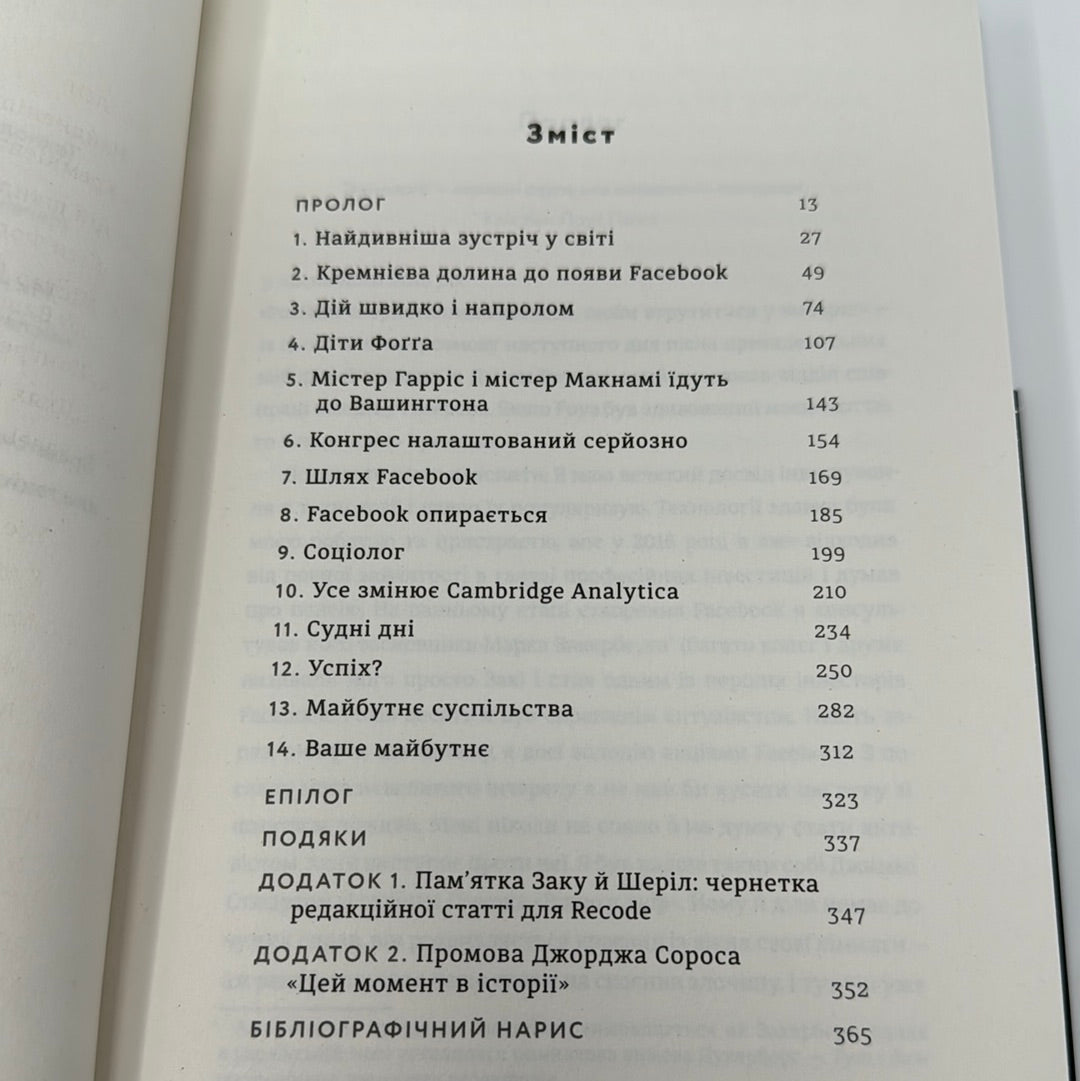 Зміст
ПРОЛОГ 13
1. Найдивніша зустріч у світі 27
2. Кремнієва долина до появи Facebook 49
3. Дій швидко і напролом 74
4. Діти Фоґґа 107
5. Містер Гарріс і містер Макнамі їдуть
до Вашингтона 143
6. Конгрес налаштований серйозно 154
7. Шлях Facebook 169
8. Facebook опирається 185
9. Соціолог 199
10. Усе змінює Cambridge Analytica 210
11. Судні дні 234
12. Успіх? 250
13. Майбутнє суспільства 282
14. Ваше майбутнє 312
ЕПІЛОГ 323
ПОДЯКИ 337
ДОДАТОК 1. Пам’ятка Заку й Шеріл: чернетка
редакційної статті для Recode 347
ДОДАТОК 2. Промова Джорджа Сороса
«Цей момент в історії» 352
БІБЛІОГРАФІЧНИЙ НАРИС 365